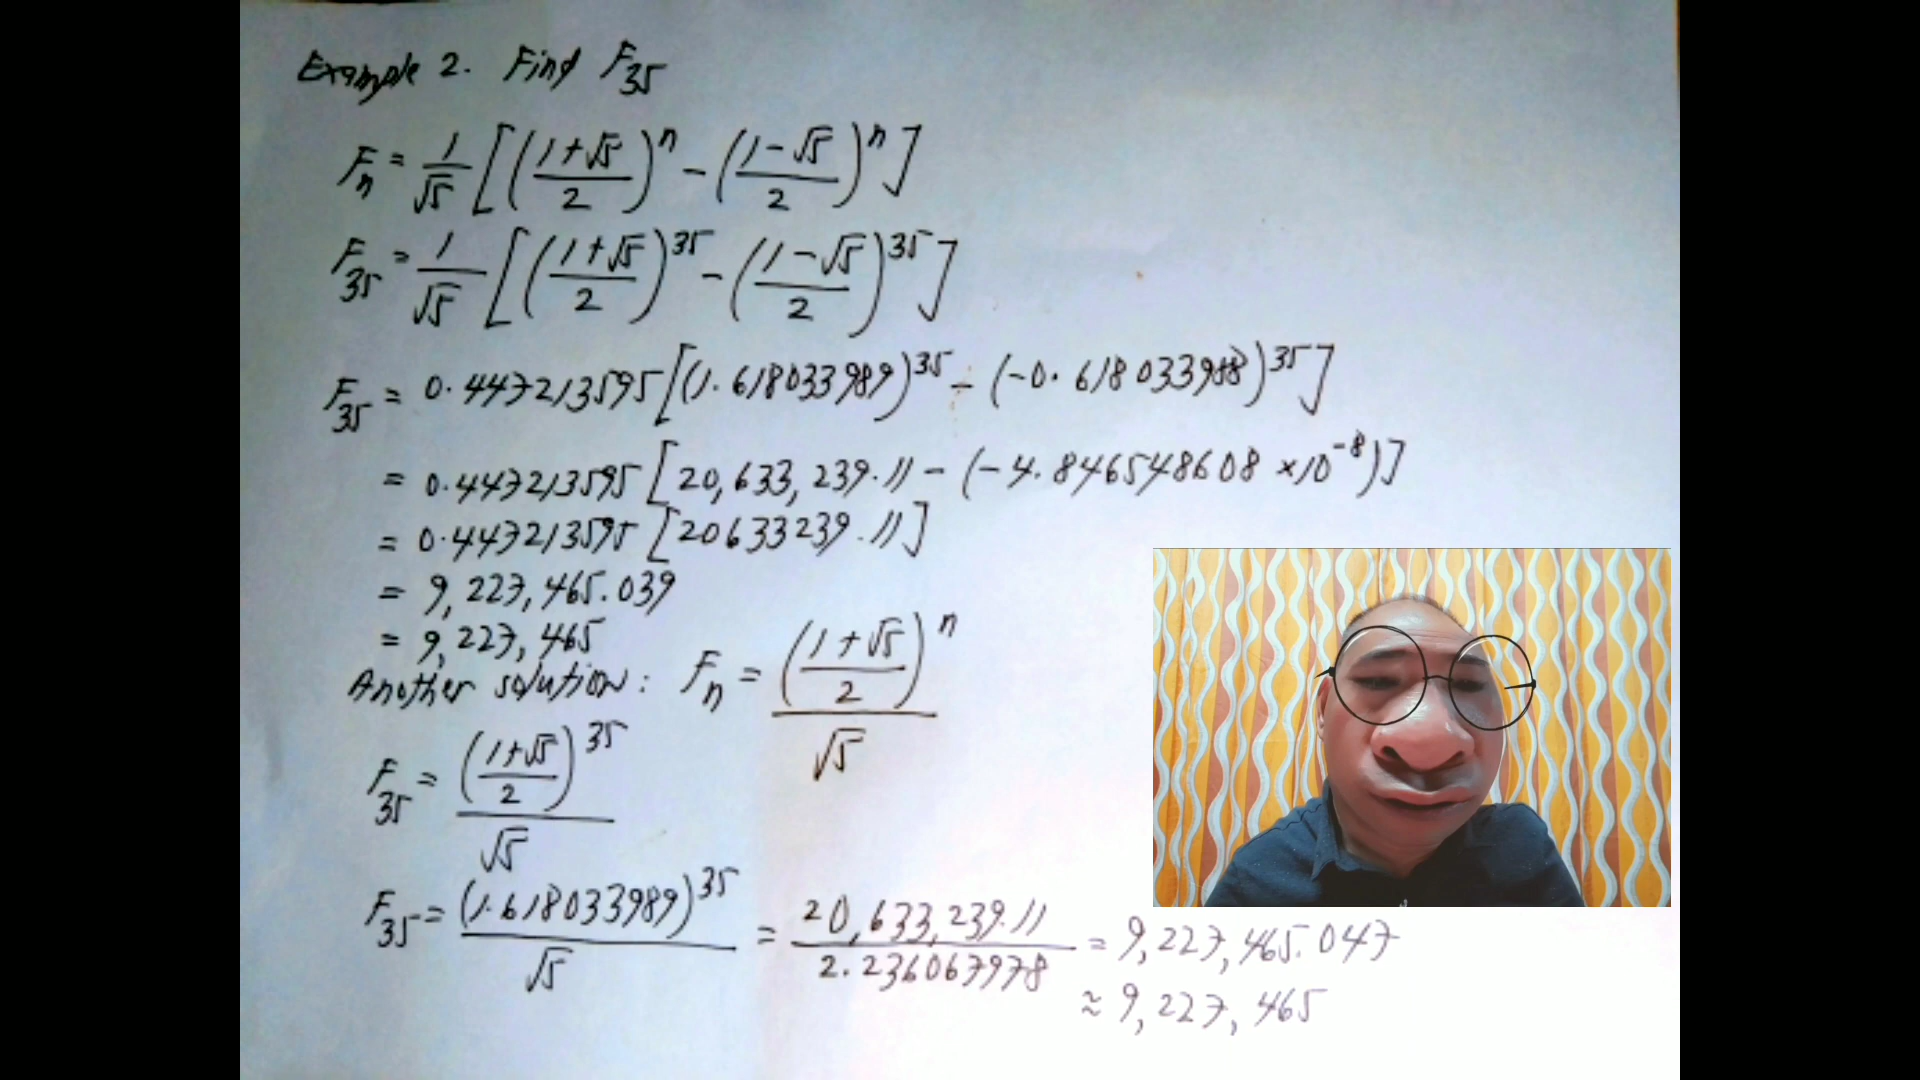 Example 2. Find F₃₅
Fₙ = 1/√5 [((1+√5)/2)ⁿ - ((1-√5)/2)ⁿ]
F₃₅ = 1/√5 [((1+√5)/2)³⁵ - ((1-√5)/2)³⁵]
F₃₅ = 0.447213595[(1.618033989)³⁵ - (-0.618033988)³⁵]
= 0.447213595[20,633,239.11 - (-4.846548608 ×10⁻⁸)]
= 0.447213595[20633239.11]
= 9,227,465.039
= 9,227,465
Another solution: Fₙ = ((1+√5)/2)ⁿ/√5
F₃₅ = ((1+√5)/2)³⁵/√5
F₃₅ = (1.618033989)³⁵/√5 = 20,633,239.11/2.236067978 = 9,227,465.047
≈ 9,227,465